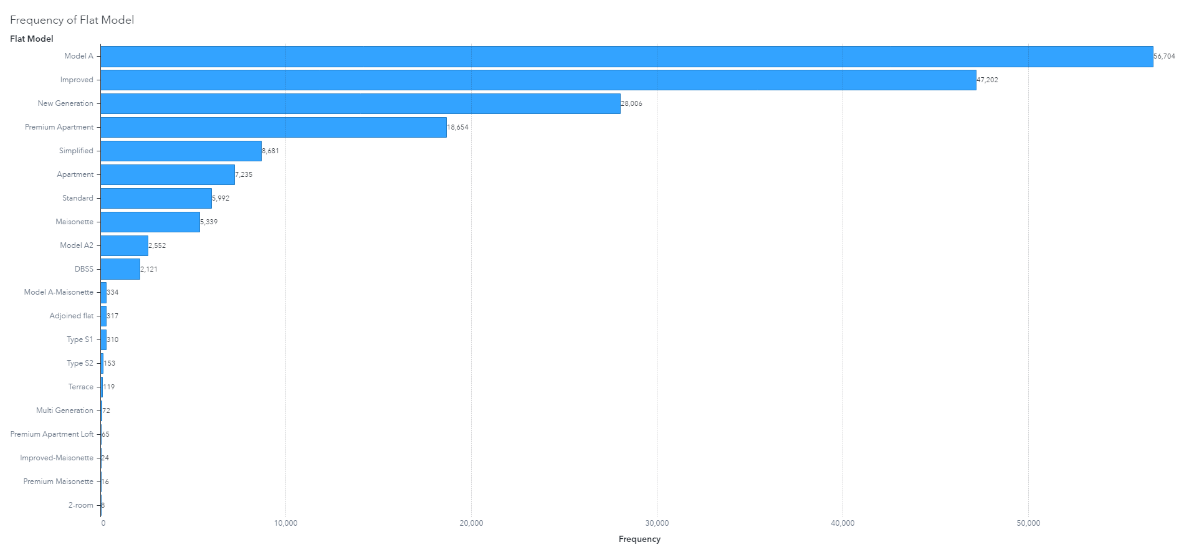 Frequency of Flat Model
Flat Model
Model A 56,704
Improved 47,202
New Generation 28,006
Premium Apartment 18,654
Simplified 8,681
Apartment 7,235
Standard 5,992
Maisonette 5,339
Model A2 2,552
DBSS 2,121
Model A-Maisonette 334
Adjoined flat 317
Type S1 310
Type S2 153
Terrace 119
Multi Generation 72
Premium Apartment Loft 65
Improved-Maisonette 24
Premium Maisonette 16
2-room 8
0 10,000 20,000 30,000 40,000 50,000
Frequency